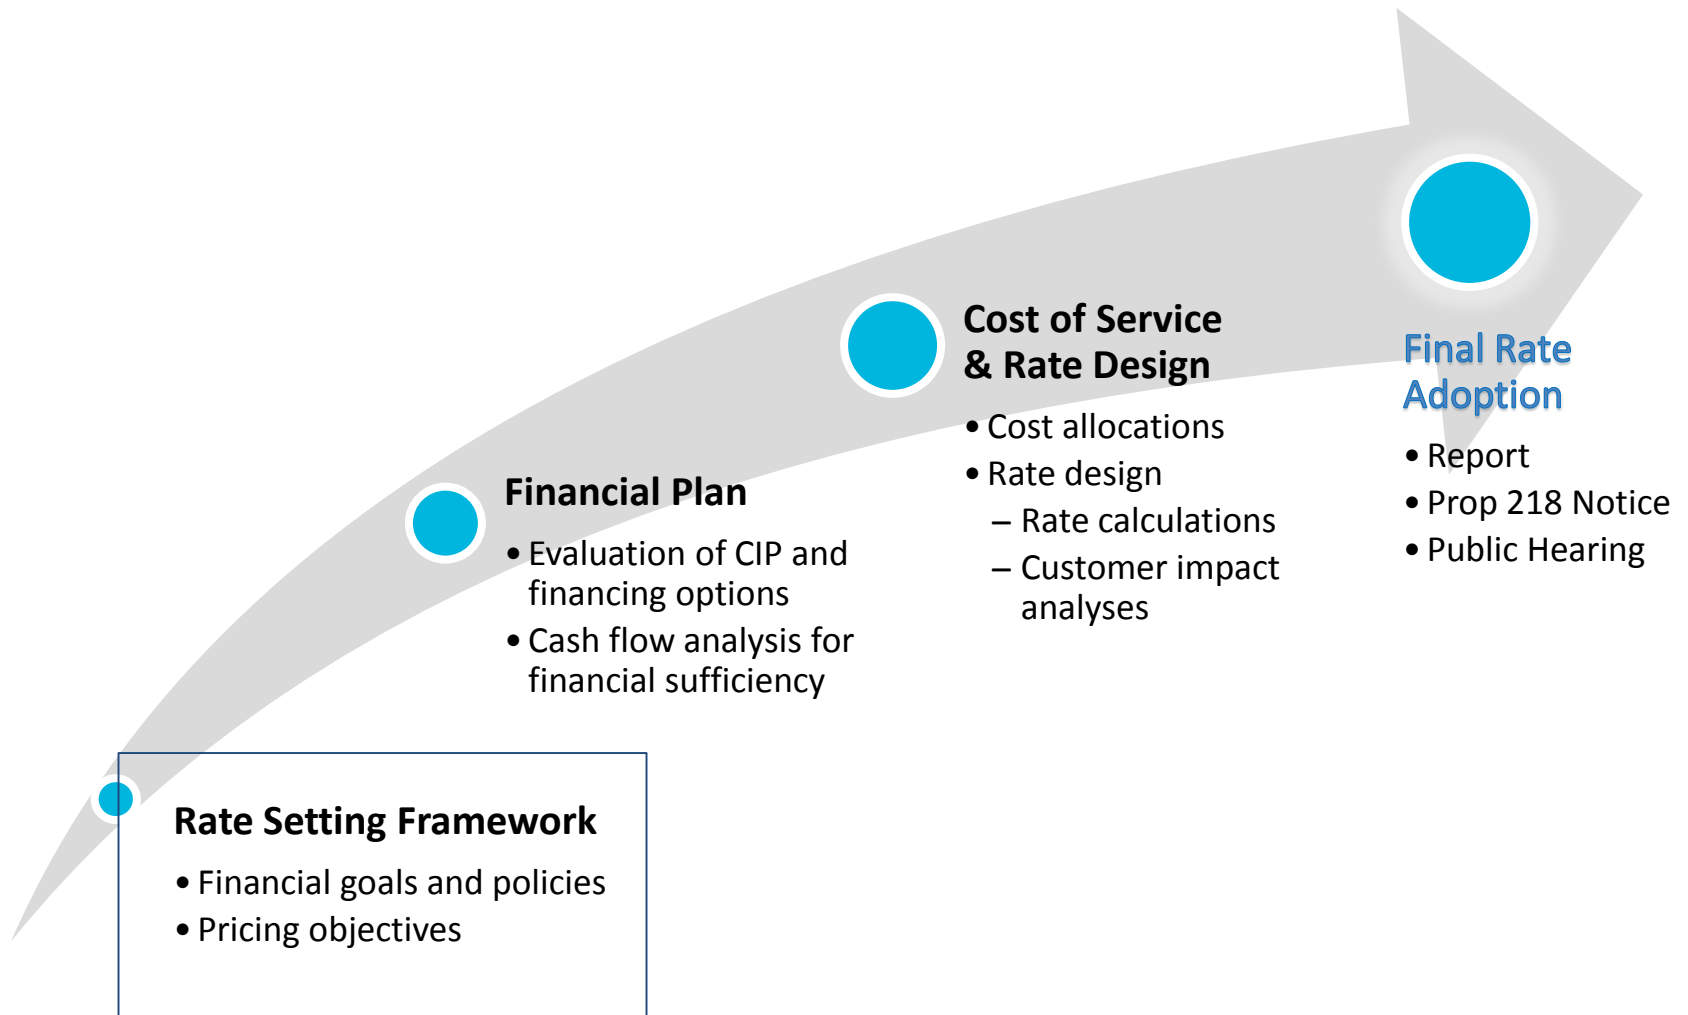 Rate Setting Framework
• Financial goals and policies
• Pricing objectives
Financial Plan
• Evaluation of CIP and
financing options
• Cash flow analysis for
financial sufficiency
Cost of Service
& Rate Design
• Cost allocations
• Rate design
– Rate calculations
– Customer impact
analyses
Final Rate
Adoption
• Report
• Prop 218 Notice
• Public Hearing